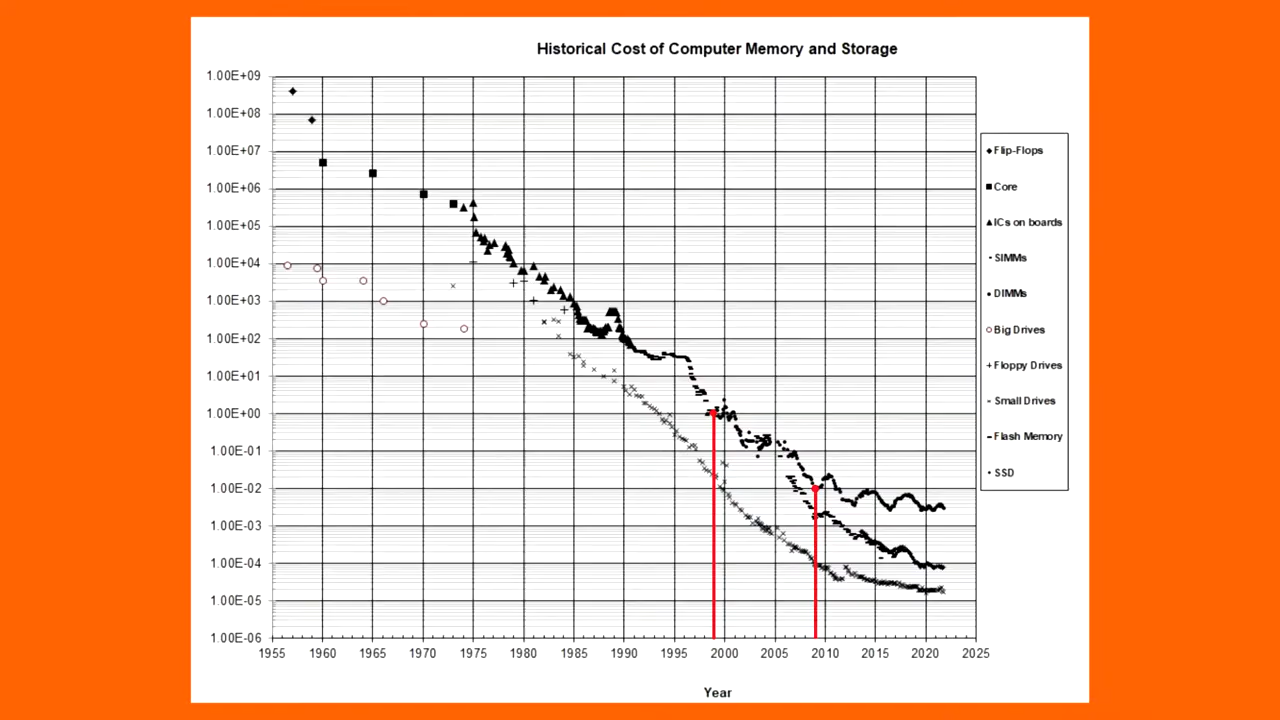 Historical Cost of Computer Memory and Storage
1.00E+09
1.00E+08
1.00E+07
1.00E+06
1.00E+05
1.00E+04
1.00E+03
1.00E+02
1.00E+01
1.00E+00
1.00E-01
1.00E-02
1.00E-03
1.00E-04
1.00E-05
1.00E-06
1955 1960 1965 1970 1975 1980 1985 1990 1995 2000 2005 2010 2015 2020 2025
Year
Flip-Flops
Core
ICs on boards
SIMMs
DIMMs
Big Drives
Floppy Drives
Small Drives
Flash Memory
SSD